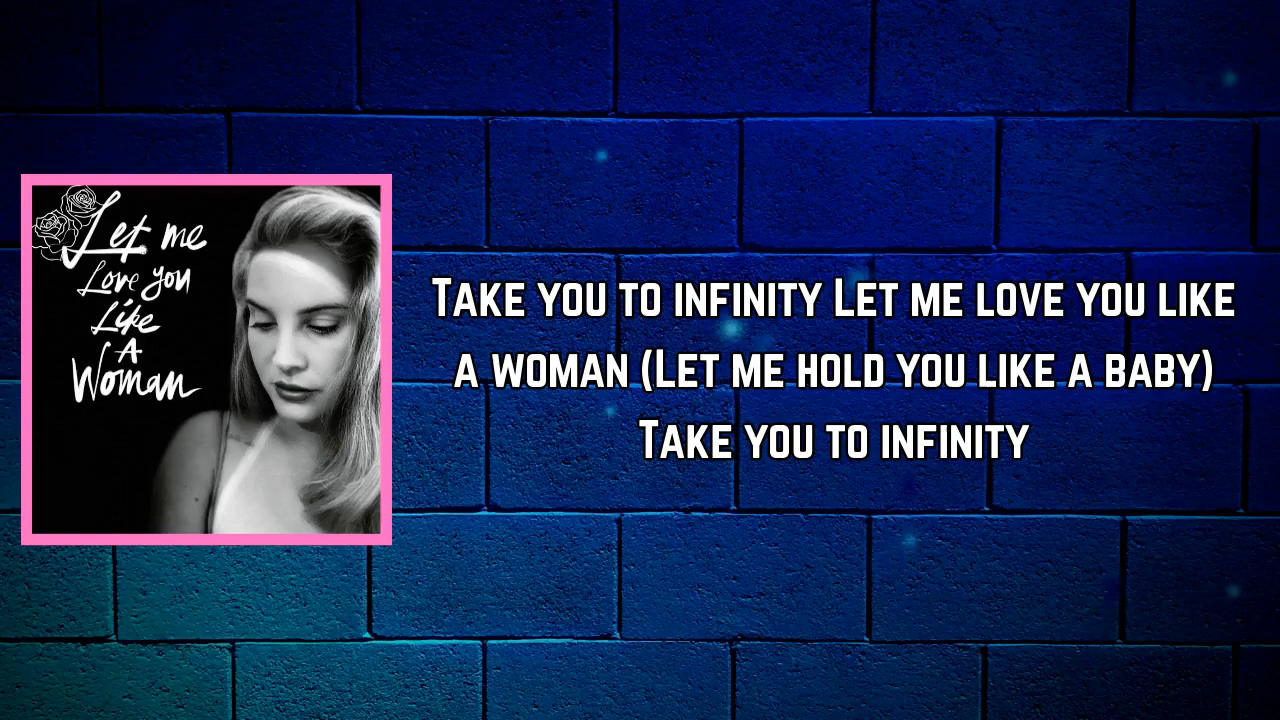 Let me
Love you
Like
A
Woman
Take you to infinity Let me love you like
a woman (Let me hold you like a baby)
Take you to infinity